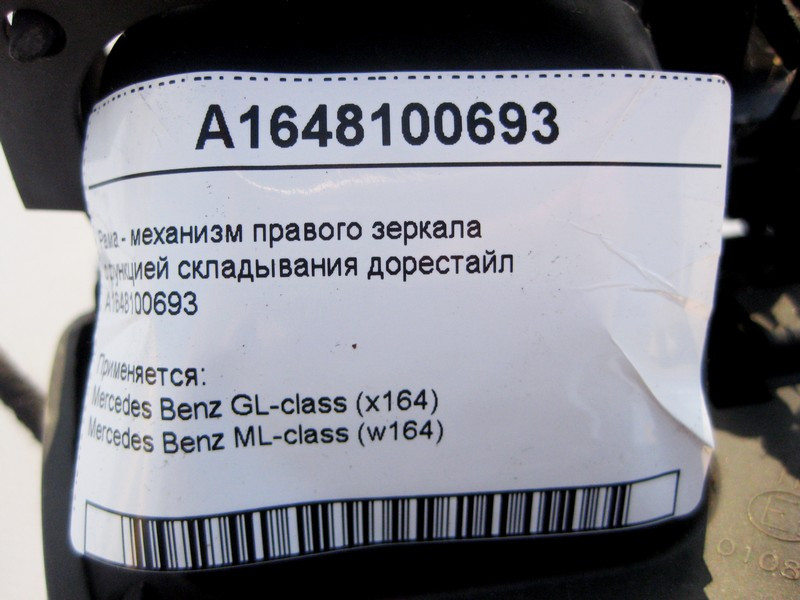 A1648100693
Рама - механизм правого зеркала
функцией складывания дорестайл
A1648100693
Применяется:
Mercedes Benz GL-class (x164)
Mercedes Benz ML-class (w164)
E
0108